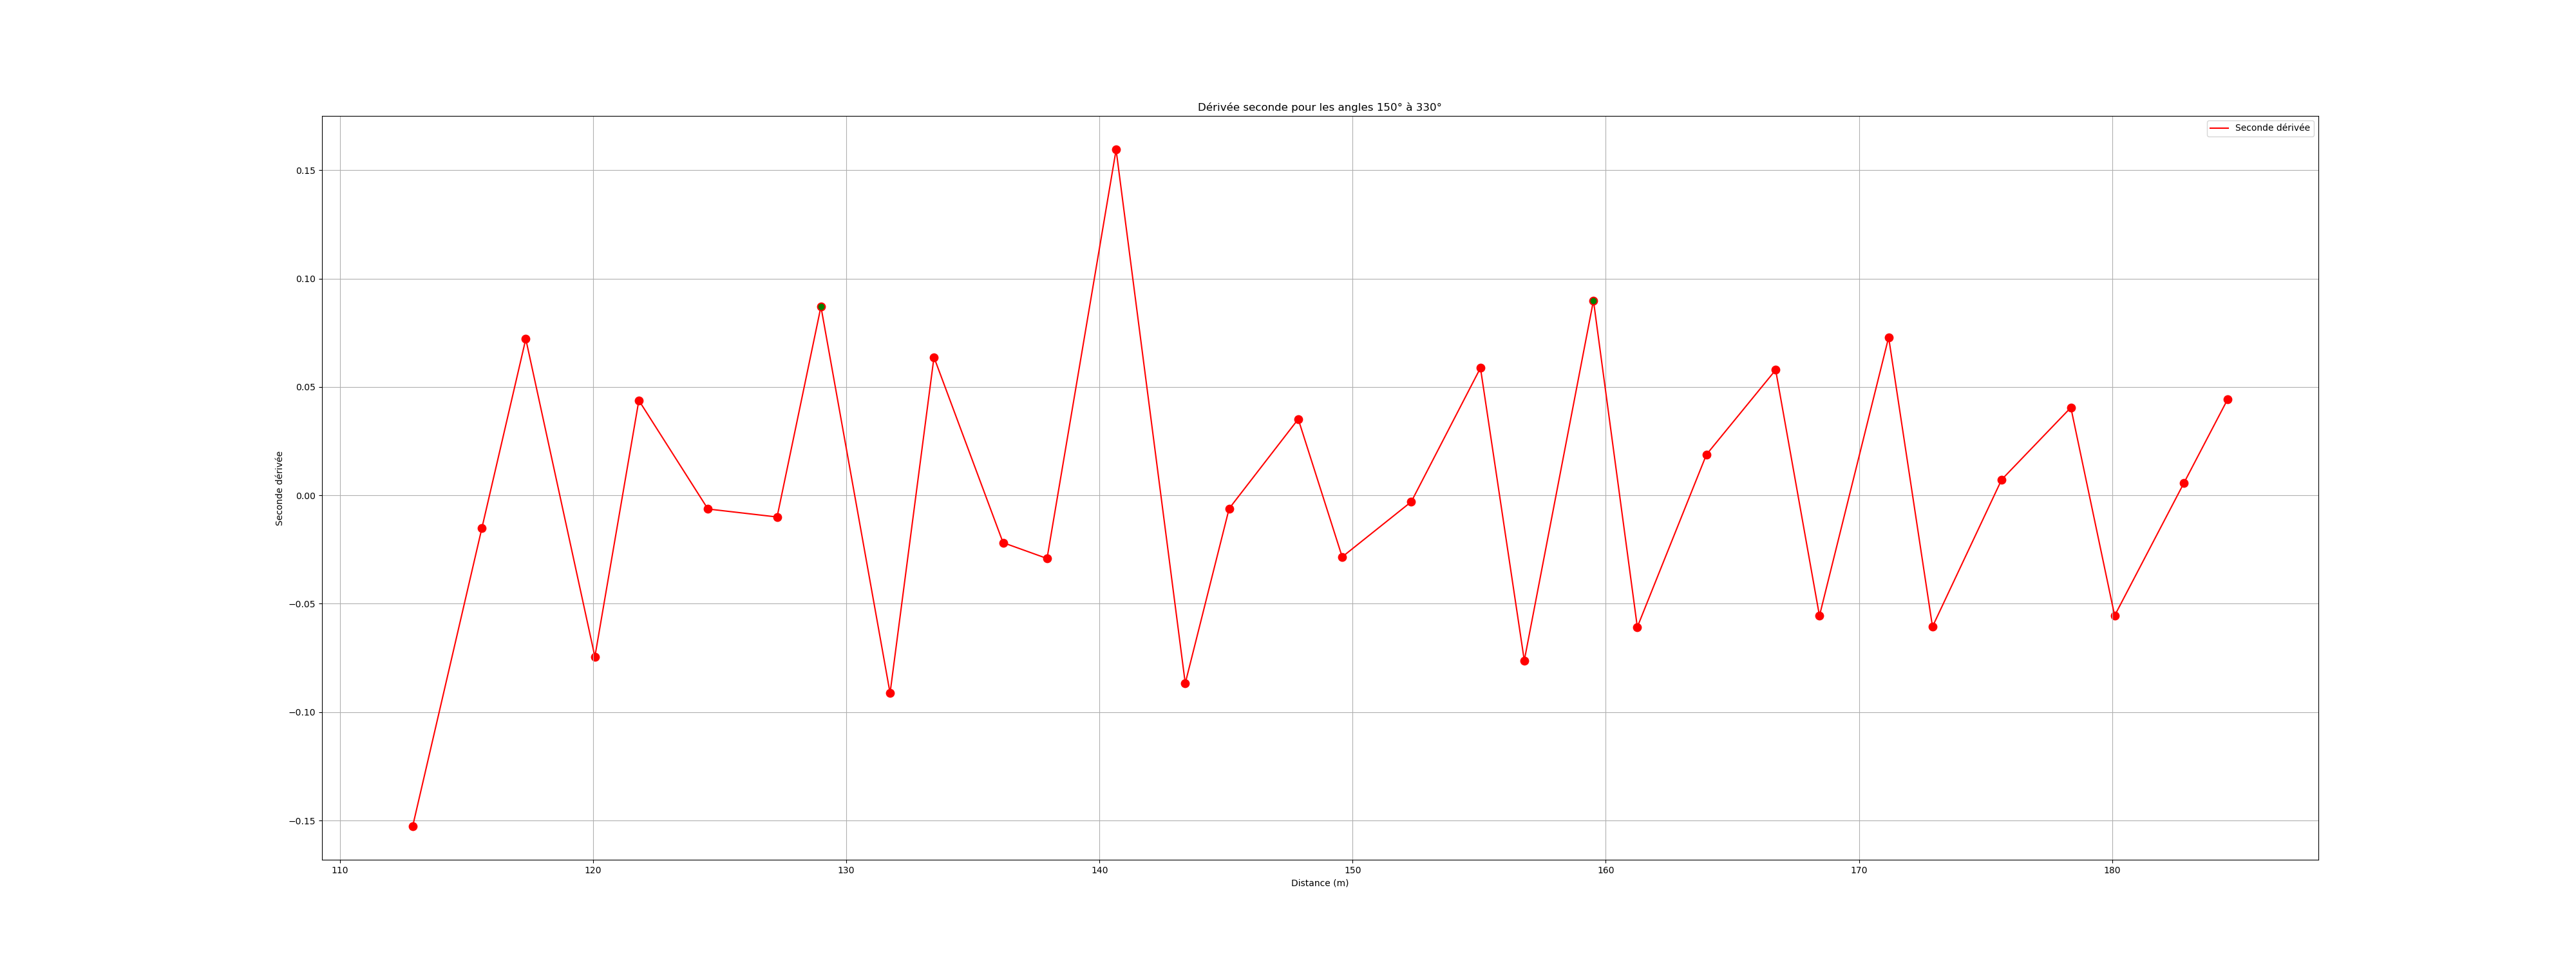 Dérivée seconde pour les angles 150° à 330°
Seconde dérivée
0.15
0.10
0.05
0.00
−0.05
−0.10
−0.15
Seconde dérivée
110 120 130 140 150 160 170 180
Distance (m)